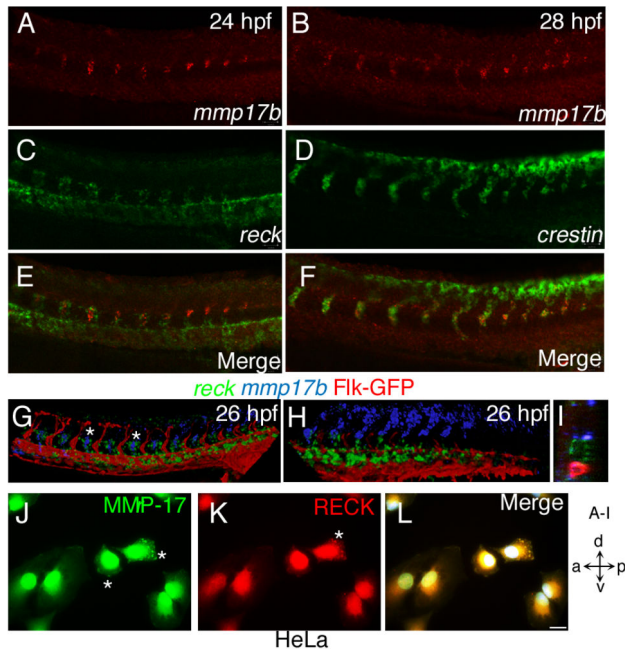 A 24 hpf B 28 hpf
mmp17b mmp17b
C D
reck crestin
E F
Merge Merge
reck mmp17b Flk-GFP
G 26 hpf H 26 hpf I
* *
J MMP-17 K RECK L Merge
* * *
A-I
d
a p
v
HeLa